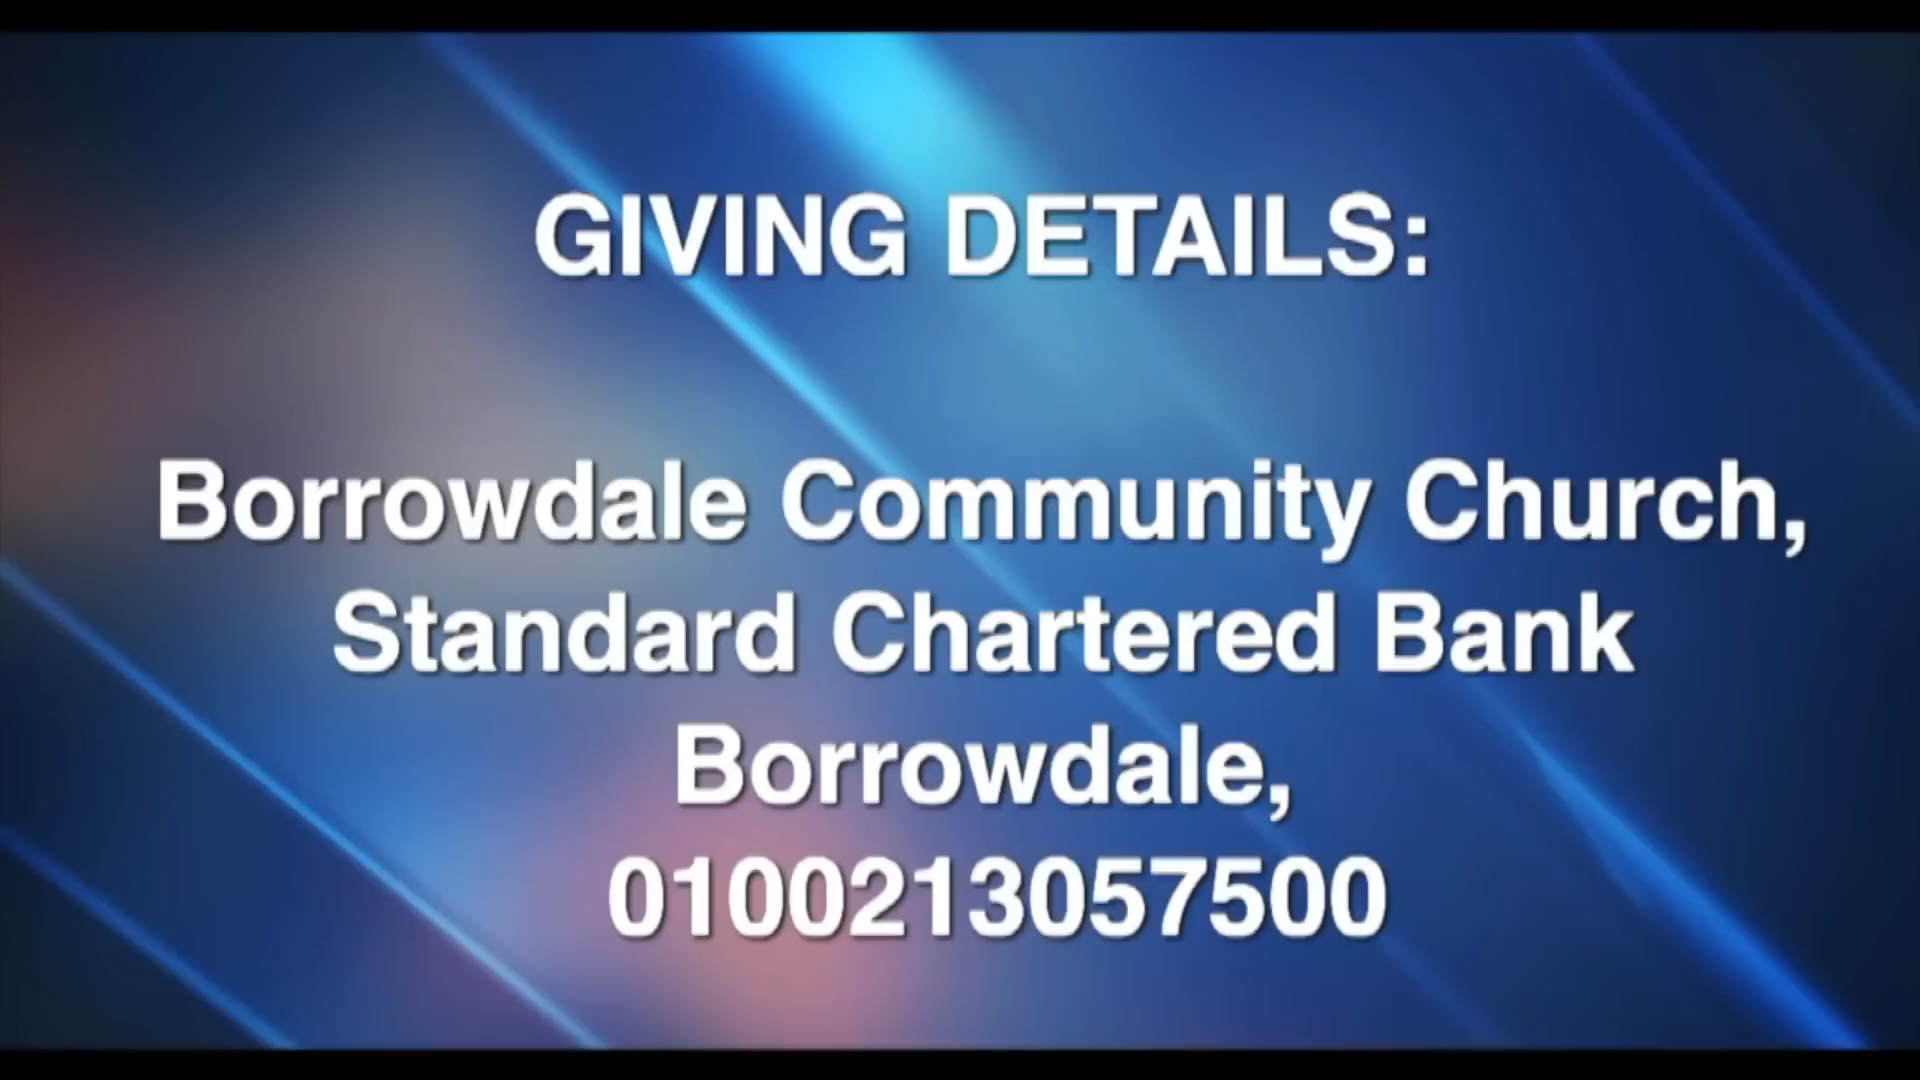 GIVING DETAILS:
Borrowdale Community Church,
Standard Chartered Bank
Borrowdale,
0100213057500